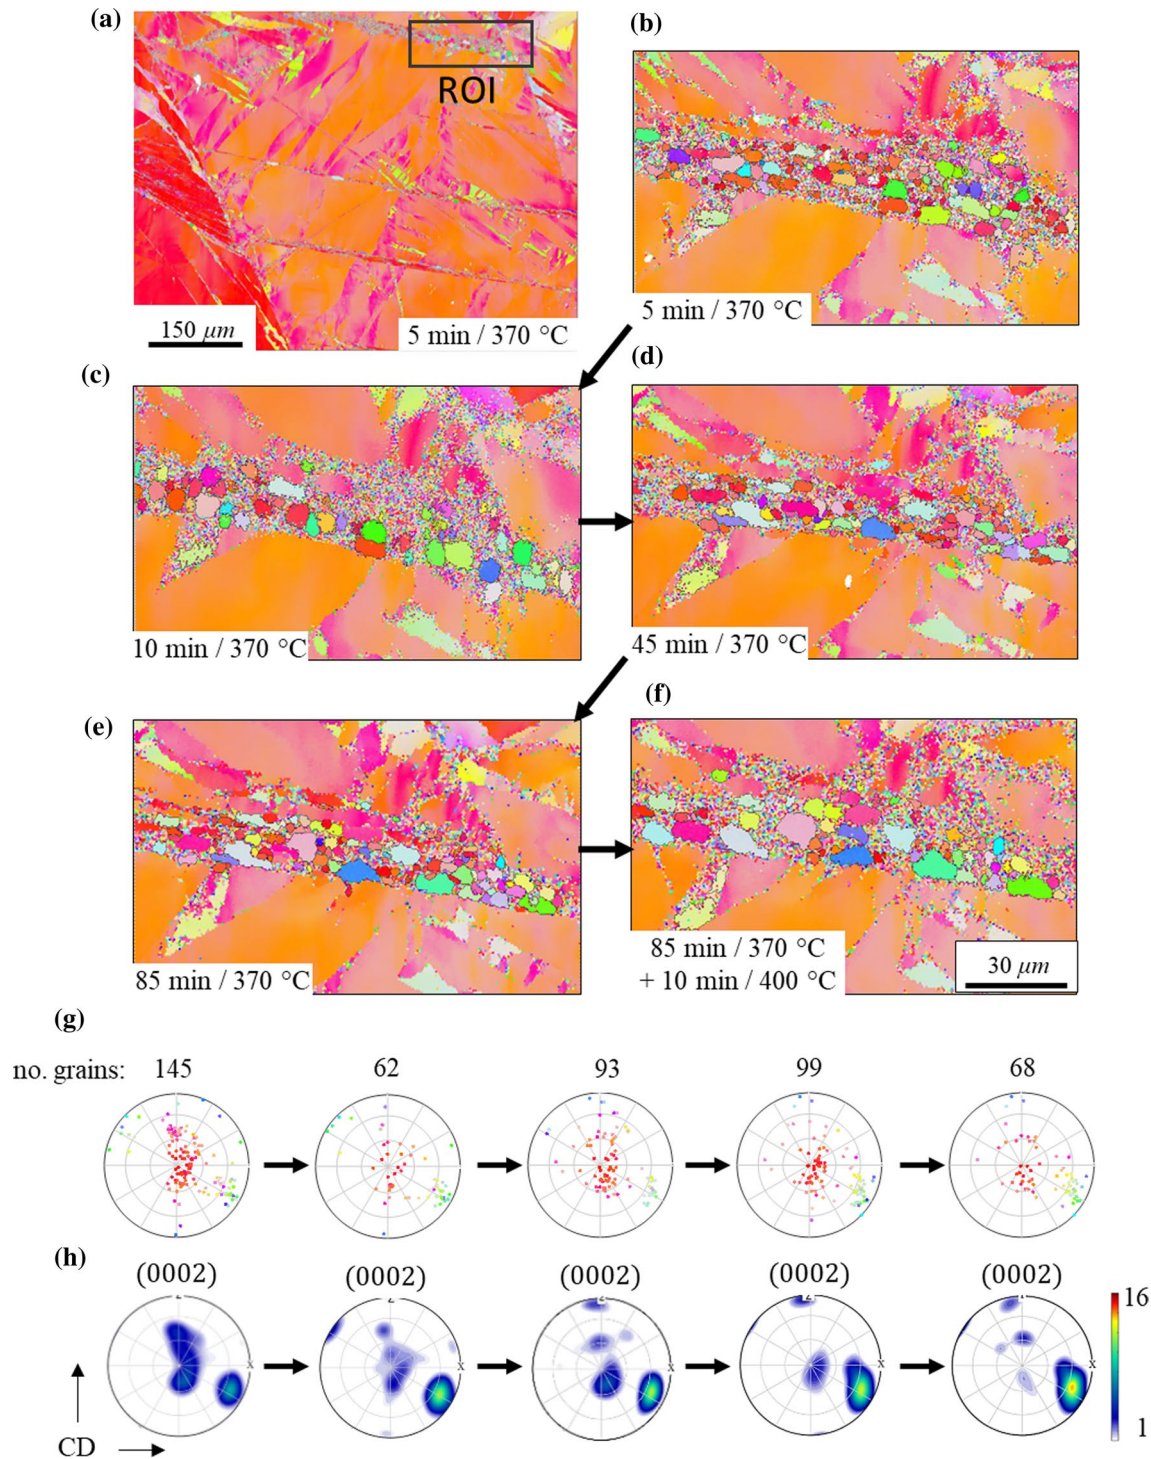 (a)
ROI
150 μm
5 min / 370 °C
(b)
5 min / 370 °C
(c)
10 min / 370 °C
(d)
45 min / 370 °C
(e)
85 min / 370 °C
(f)
85 min / 370 °C
+ 10 min / 400 °C
30 μm
(g)
no. grains: 145 62 93 99 68
(h)
(0002) (0002) (0002) (0002) (0002)
x x x x x
16
1
CD